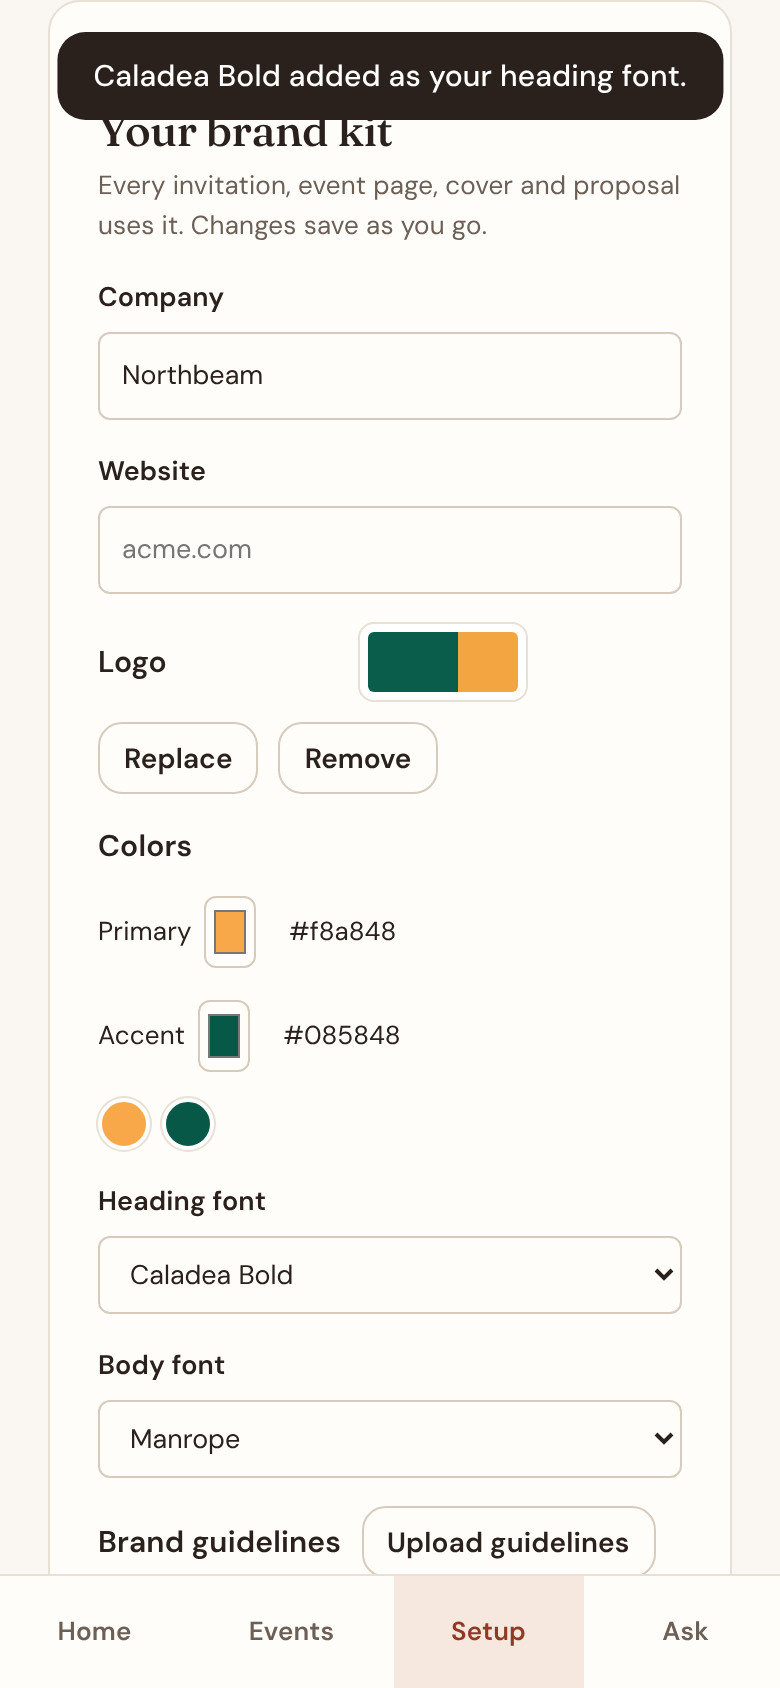 Caladea Bold added as your heading font.
Your brand kit
Every invitation, event page, cover and proposal
uses it. Changes save as you go.
Company
Northbeam
Website
acme.com
Logo
Replace Remove
Colors
Primary #f8a848
Accent #085848
Heading font
Caladea Bold
Body font
Manrope
Brand guidelines Upload guidelines
Home Events Setup Ask